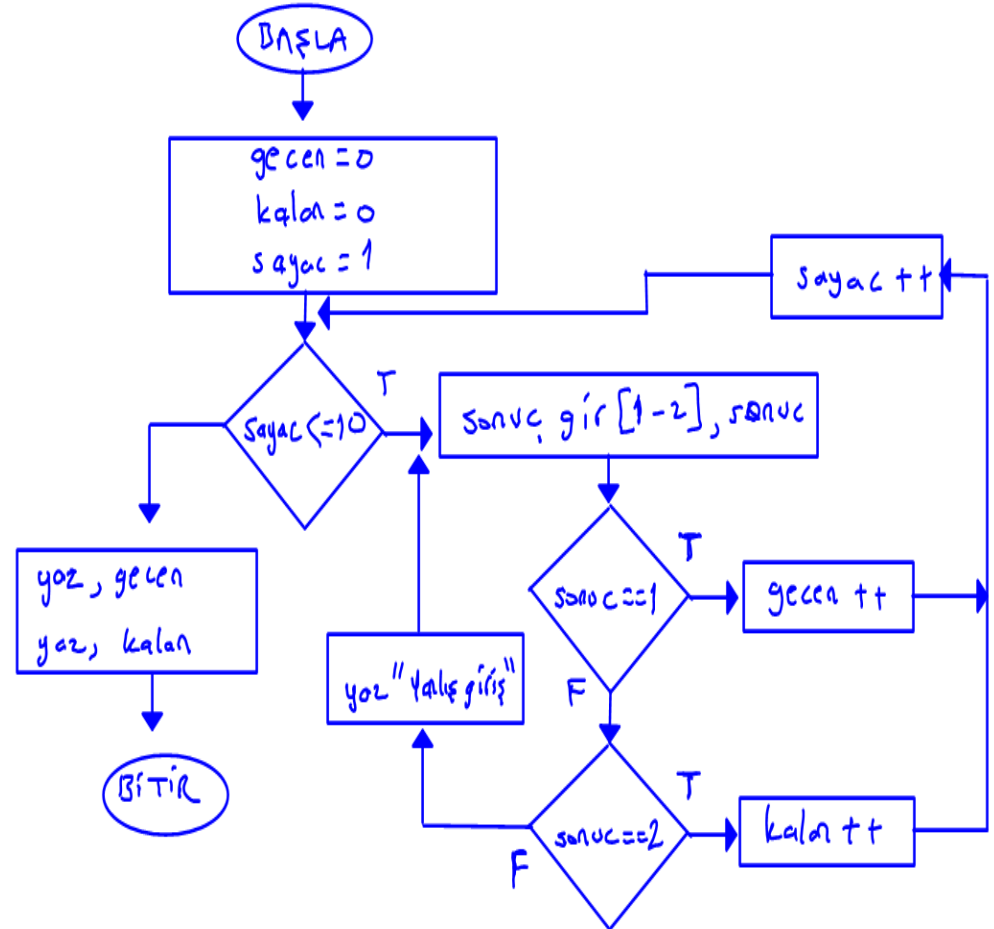 BAŞLA
gecen = 0
kalan = 0
sayac = 1
sayac ++
sayac <= 10
T
sonuç gir [1-2], sonuc
yaz, gecen
yaz, kalan
BİTİR
sonuc == 1
T
F
gecen ++
yaz "Yanlış giriş"
sonuc == 2
T
F
kalan ++